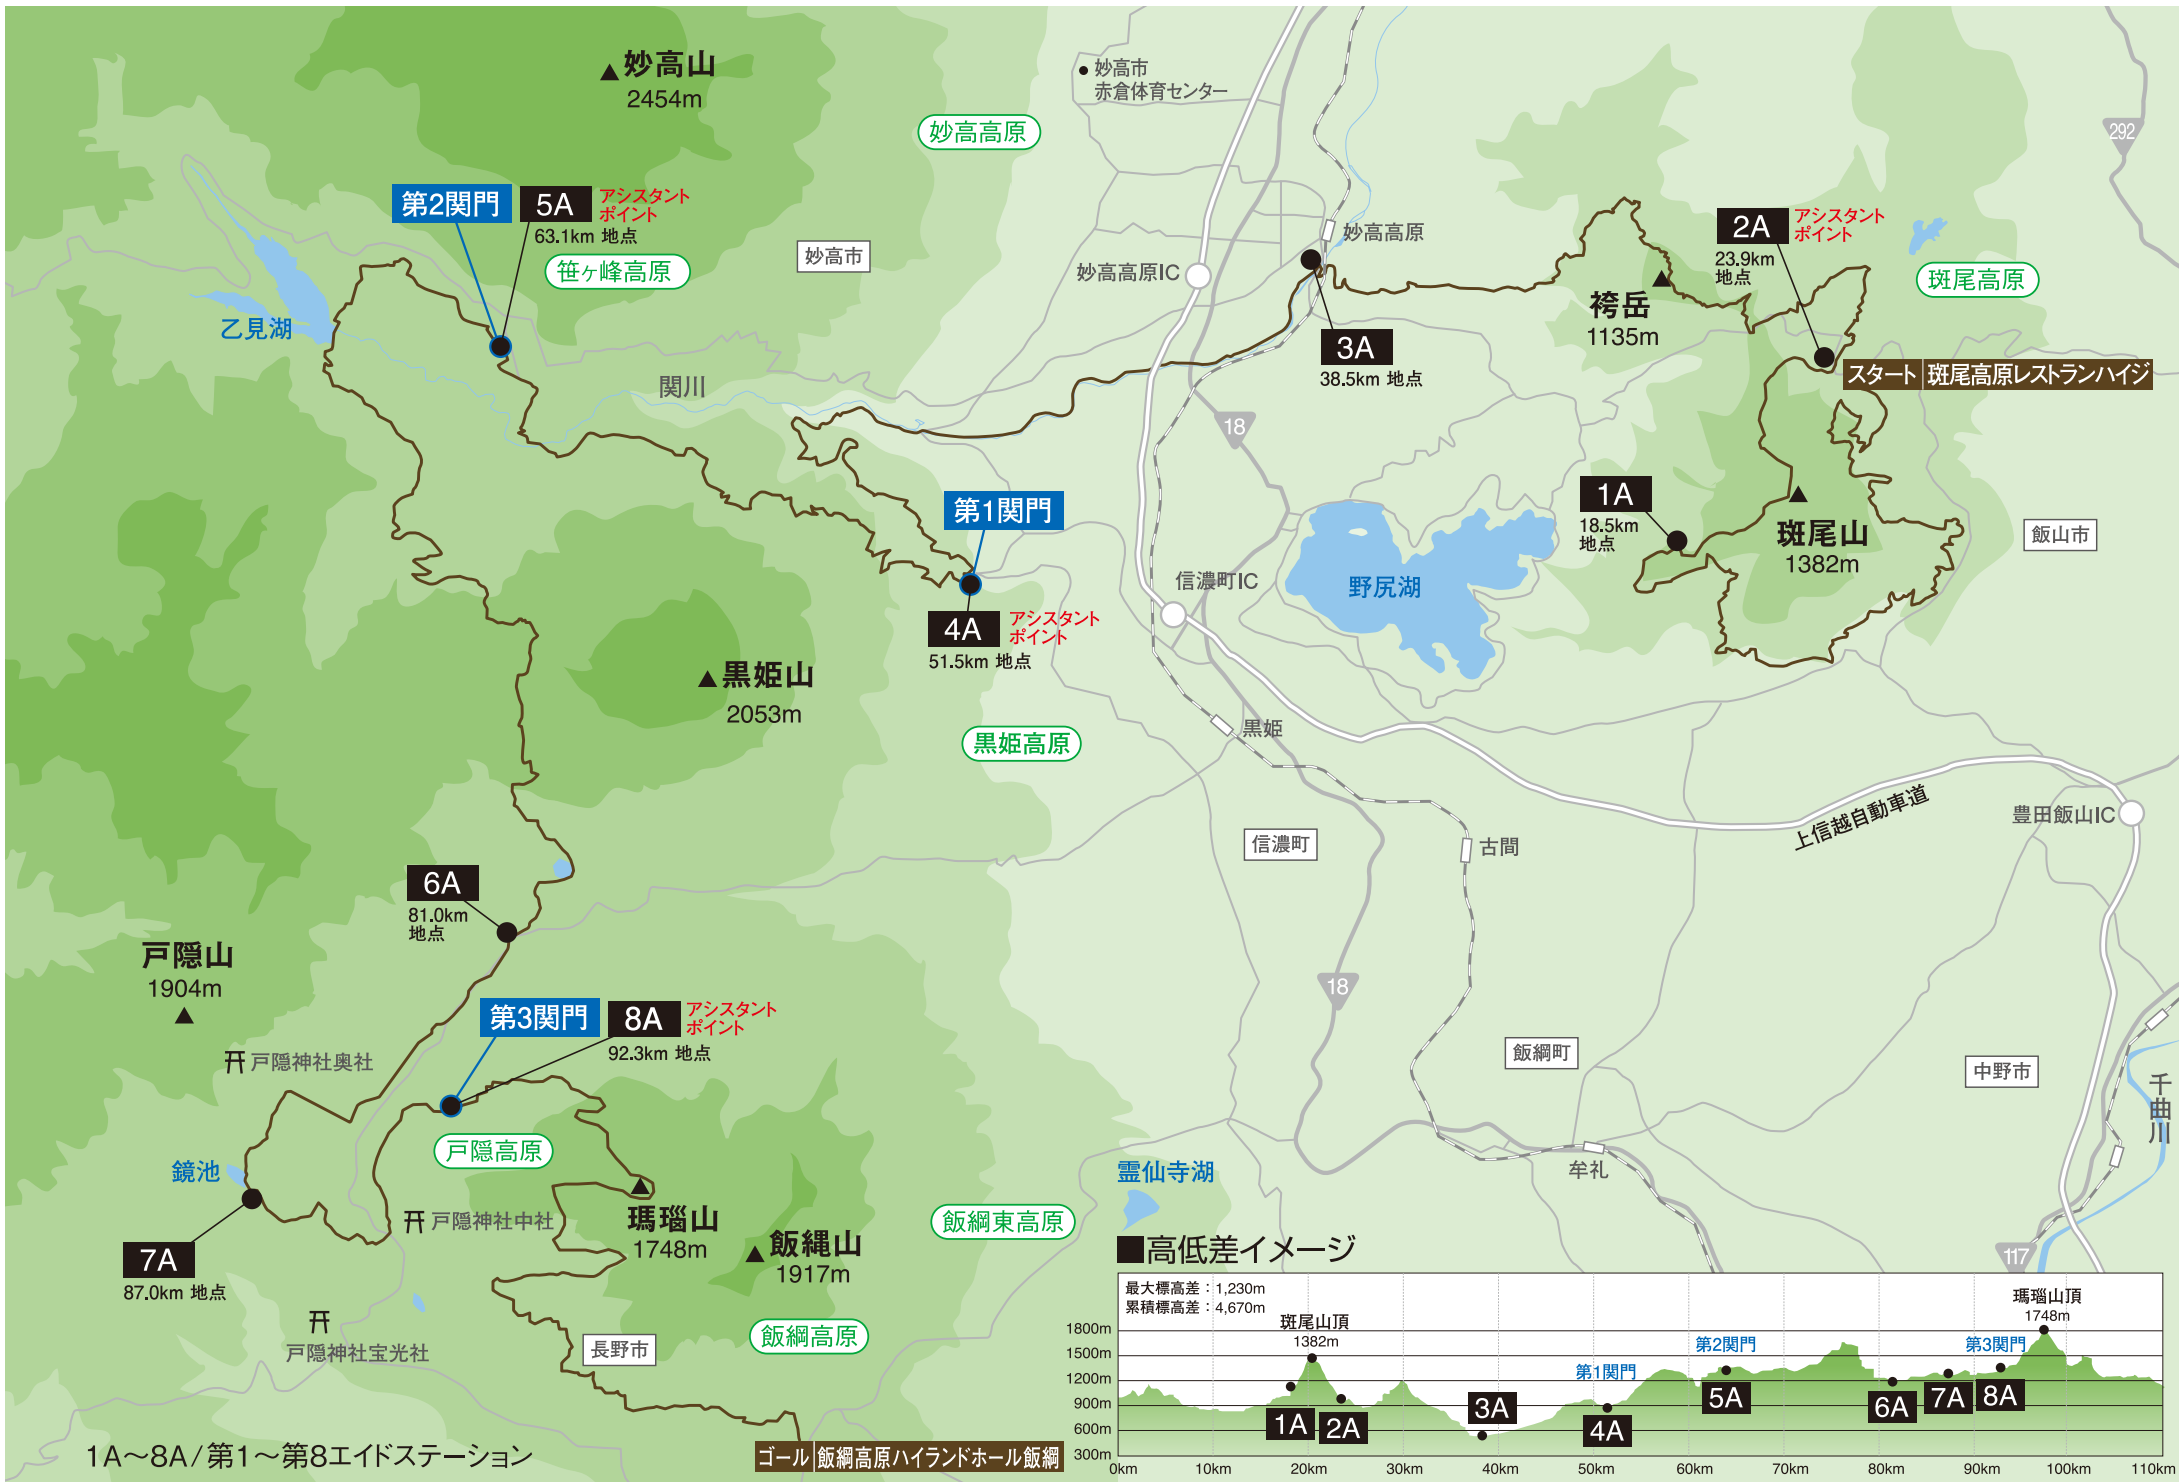 妙高山
2454m
妙高市
赤倉体育センター
妙高高原
292
第2関門
5A
アシスタント
ポイント
63.1km 地点
笹ヶ峰高原
妙高市
妙高高原IC
妙高高原
2A
アシスタント
ポイント
23.9km
地点
斑尾高原
袴岳
1135m
乙見湖
関川
3A
38.5km 地点
スタート 斑尾高原レストランハイジ
18
第1関門
1A
18.5km
地点
斑尾山
1382m
飯山市
信濃町IC
野尻湖
4A
アシスタント
ポイント
51.5km 地点
黒姫山
2053m
黒姫高原
黒姫
上信越自動車道
豊田飯山IC
信濃町
古間
6A
81.0km
地点
戸隠山
1904m
18
第3関門
8A
アシスタント
ポイント
92.3km 地点
戸隠神社奥社
飯綱町
中野市
千曲川
戸隠高原
鏡池
霊仙寺湖
牟礼
戸隠神社中社
瑪瑙山
1748m
飯縄山
1917m
飯綱東高原
7A
87.0km 地点
117
戸隠神社宝光社
長野市
飯綱高原
1A〜8A/第1〜第8エイドステーション
ゴール 飯綱高原ハイランドホール飯綱
■高低差イメージ
最大標高差：1,230m
累積標高差：4,670m
斑尾山頂
1382m
瑪瑙山頂
1748m
第1関門
第2関門
第3関門
1800m
1500m
1200m
900m
600m
300m
1A
2A
3A
4A
5A
6A
7A
8A
0km
10km
20km
30km
40km
50km
60km
70km
80km
90km
100km
110km